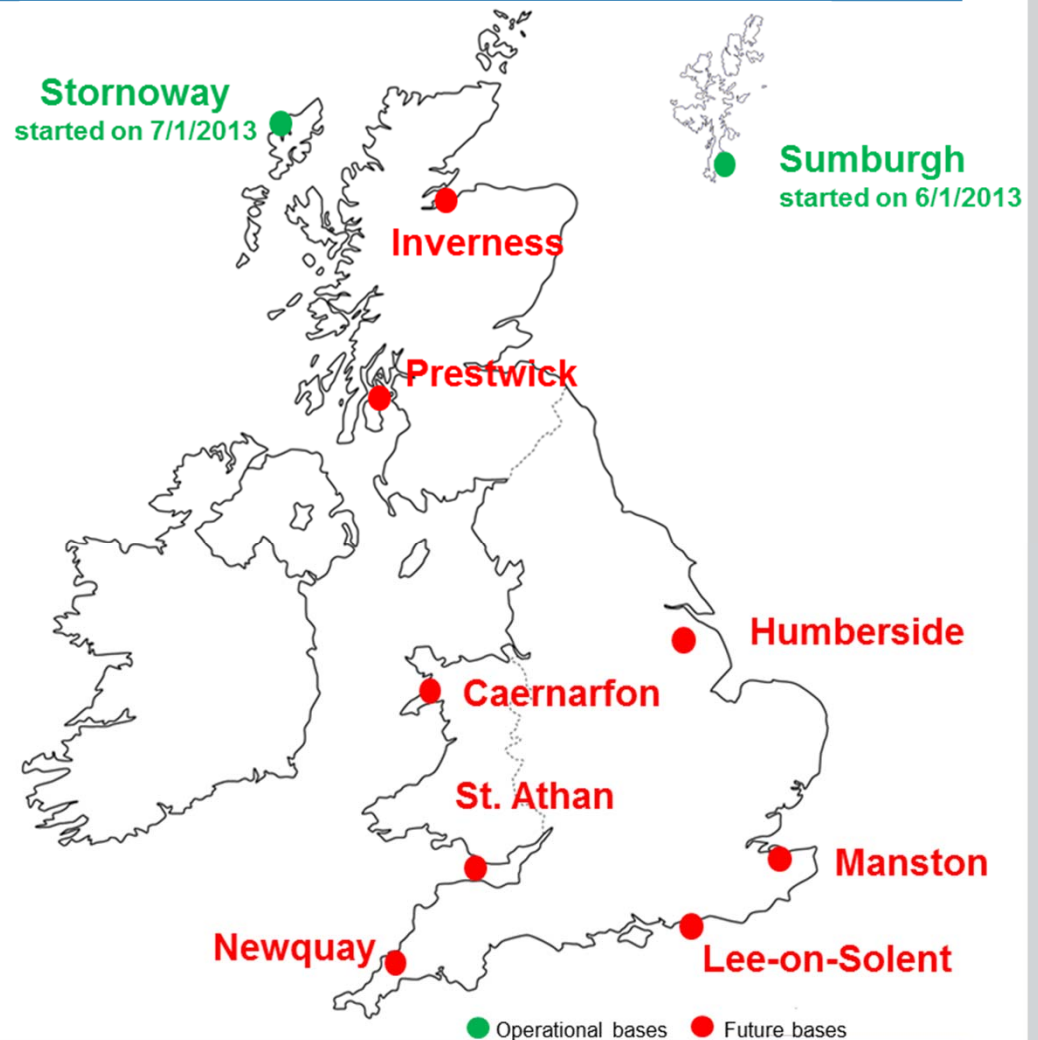 Stornoway
started on 7/1/2013
Sumburgh
started on 6/1/2013
Inverness
Prestwick
Humberside
Caernarfon
St. Athan
Manston
Newquay
Lee-on-Solent
Operational bases
Future bases